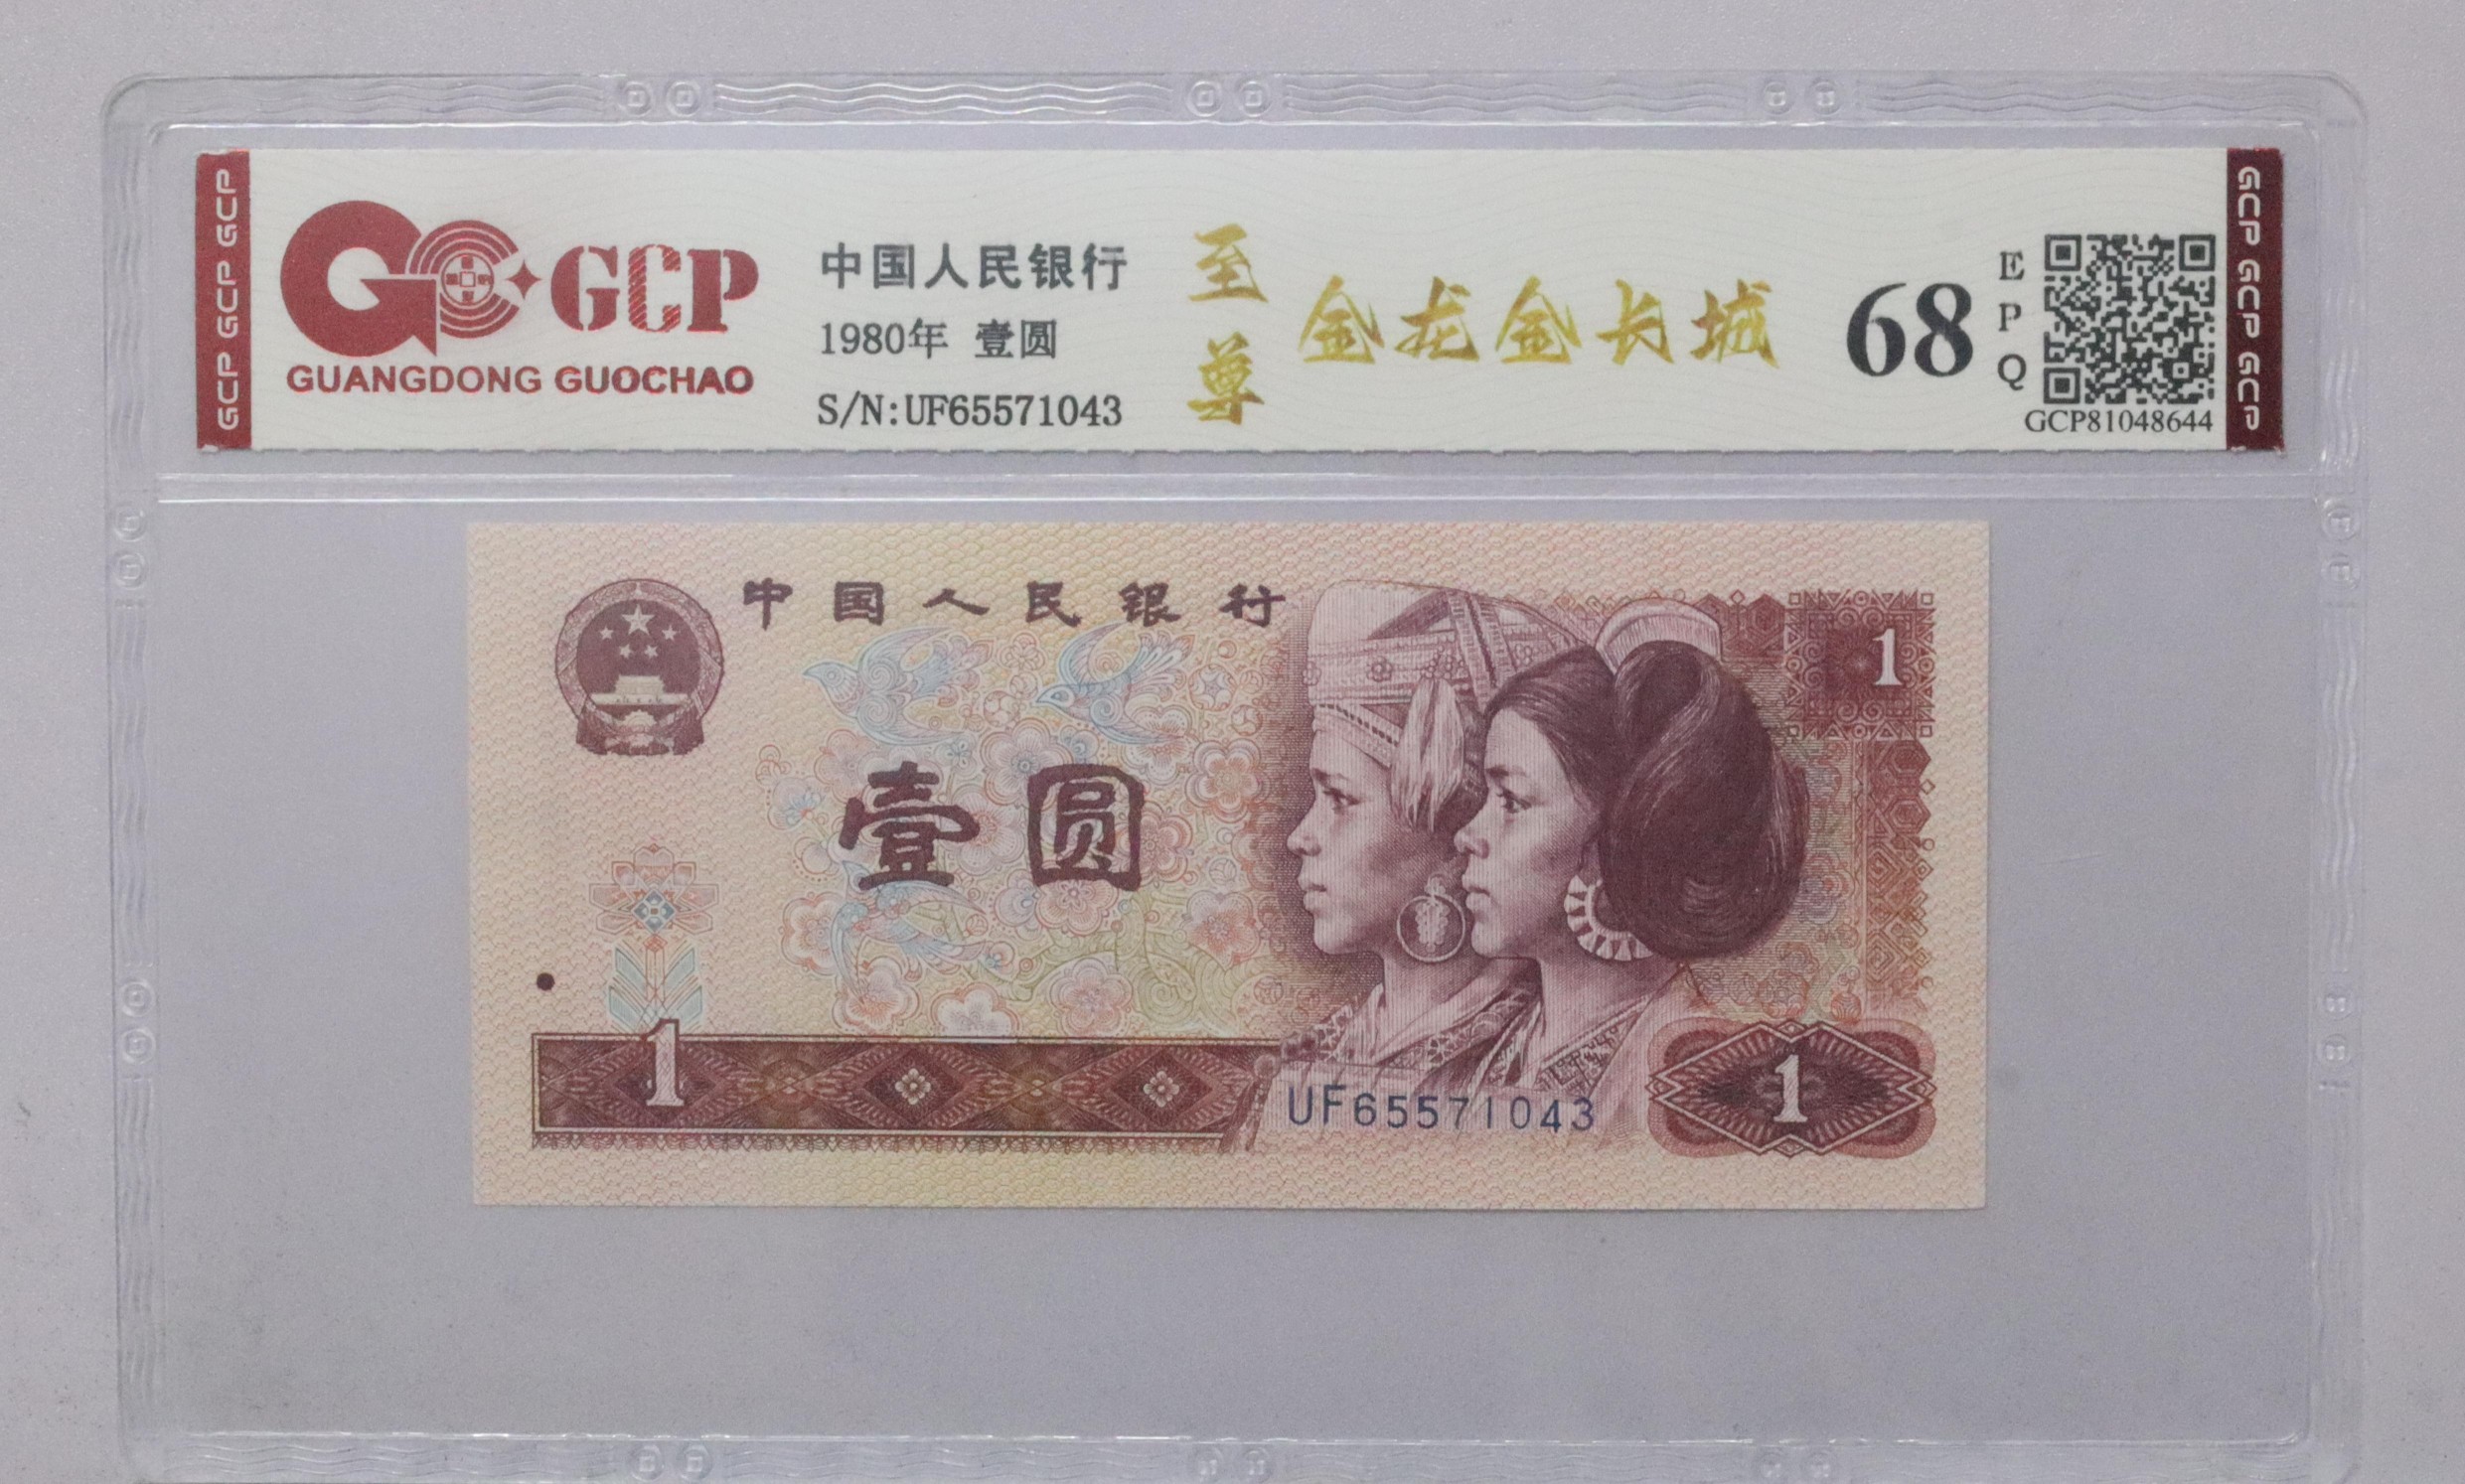 GCP GCP GCP
GCP
GUANGDONG GUOCHAO
中国人民银行
1980年 壹圆
S/N:UF65571043
至尊
金龙金长城
68
EPQ
GCP81048644
GCP GCP GCP
中国人民银行
1
壹圆
1
UF65571043
1